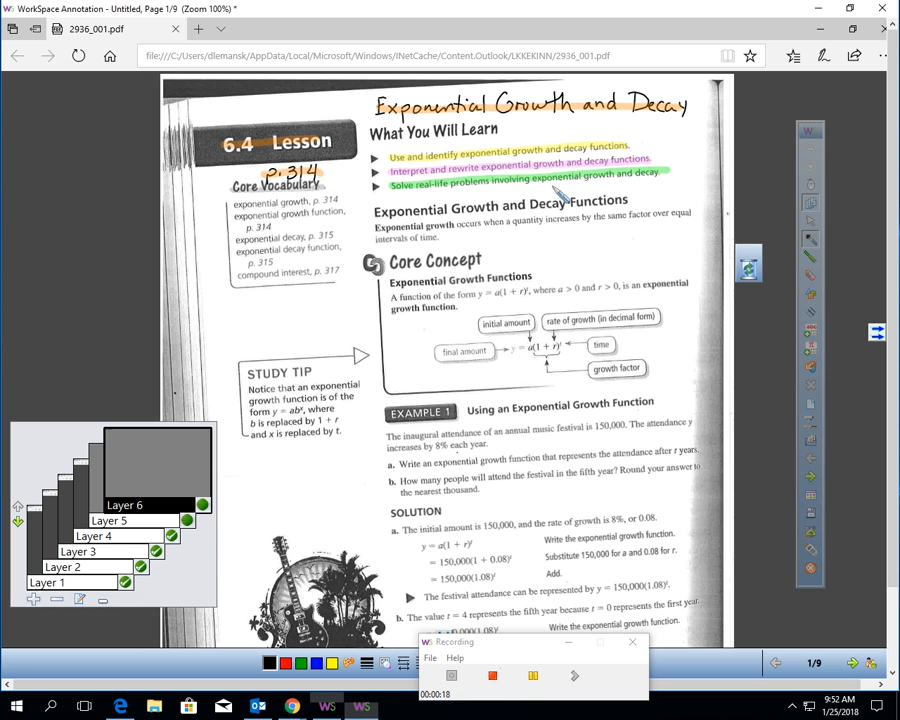 WorkSpace Annotation - Untitled, Page 1/9 (Zoom 100%) *
2936_001.pdf
file:///C:/Users/dlemansk/AppData/Local/Microsoft/Windows/INetCache/Content.Outlook/LKKEKINN/2936_001.pdf
Exponential Growth and Decay
6.4 Lesson
What You Will Learn
p. 314
Use and identify exponential growth and decay functions.
Interpret and rewrite exponential growth and decay functions.
Solve real-life problems involving exponential growth and decay.
Core Vocabulary
exponential growth, p. 314
exponential growth function,
p. 314
exponential decay, p. 315
exponential decay function,
p. 315
compound interest, p. 317
Exponential Growth and Decay Functions
Exponential growth occurs when a quantity increases by the same factor over equal
intervals of time.
Core Concept
Exponential Growth Functions
A function of the form y = a(1 + r)^t, where a > 0 and r > 0, is an exponential
growth function.
initial amount
rate of growth (in decimal form)
final amount
y = a(1 + r)^t
time
growth factor
STUDY TIP
Notice that an exponential
growth function is of the
form y = ab^x, where
b is replaced by 1 + r
and x is replaced by t.
EXAMPLE 1 Using an Exponential Growth Function
The inaugural attendance of an annual music festival is 150,000. The attendance y
increases by 8% each year.
a. Write an exponential growth function that represents the attendance after t years.
b. How many people will attend the festival in the fifth year? Round your answer to
the nearest thousand.
SOLUTION
a. The initial amount is 150,000, and the rate of growth is 8%, or 0.08.
y = a(1 + r)^t Write the exponential growth function.
= 150,000(1 + 0.08)^t Substitute 150,000 for a and 0.08 for r.
= 150,000(1.08)^t Add.
The festival attendance can be represented by y = 150,000(1.08)^t.
b. The value t = 4 represents the fifth year because t = 0 represents the first year.
Write the exponential growth function.
Layer 6
Layer 5
Layer 4
Layer 3
Layer 2
Layer 1
Recording
File Help
00:00:18
1/9
9:52 AM
1/25/2018